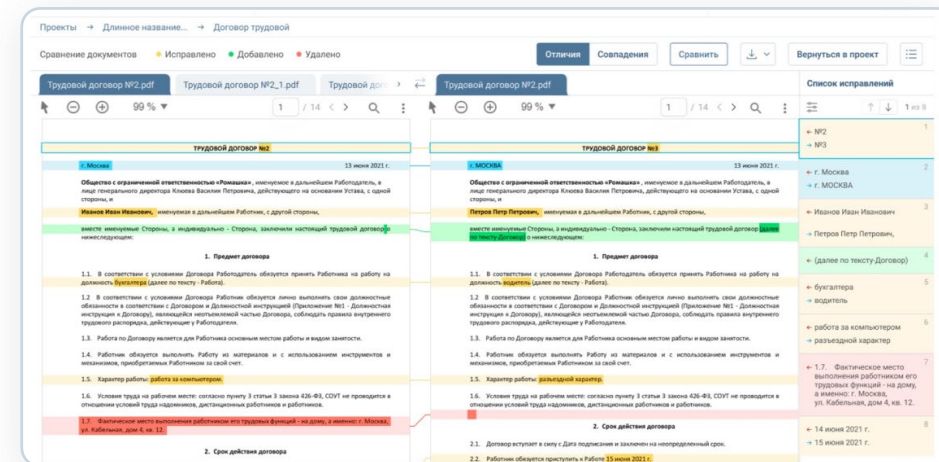 Проекты → Длинное название... → Договор трудовой
Сравнение документов Исправлено Добавлено Удалено Отличия Совпадения Сравнить Вернуться в проект
Трудовой договор №2.pdf Трудовой договор №2_1.pdf Трудовой дог
99 % 1 / 14
ТРУДОВОЙ ДОГОВОР №2
г. Москва 13 июня 2021 г.
Общество с ограниченной ответственностью «Ромашка», именуемое в дальнейшем Работодатель, в
лице генерального директора Клюева Василия Петровича, действующего на основании Устава, с одной
стороны, и
Иванов Иван Иванович, именуемая в дальнейшем Работник, с другой стороны,
вместе именуемые Стороны, а индивидуально - Сторона, заключили настоящий трудовой договор о
нижеследующем:
1. Предмет договора
1.1. В соответствии с условиями Договора Работодатель обязуется принять Работника на работу на
должность бухгалтера (далее по тексту - Работа).
1.2 В соответствии с условиями Договора Работник обязуется лично выполнять свои должностные
обязанности в соответствии с Договором и Должностной инструкцией (Приложение №1 - Должностная
инструкция к Договору), являющейся неотъемлемой частью Договора, соблюдать правила внутреннего
трудового распорядка, действующие у Работодателя.
1.3. Работа по Договору является для Работника основным местом работы и видом занятости.
1.4. Работник обязуется выполнять Работу из материалов и с использованием инструментов и
механизмов, приобретаемых Работником за свой счет.
1.5. Характер работы: работа за компьютером.
1.6. Условия труда на рабочем месте: согласно пункту 3 статьи 3 закона 426-ФЗ, СОУТ не проводится в
отношении условий труда надомников, дистанционных работников и работников.
1.7. Фактическое место выполнения работником его трудовых функций - на дому, а именно: г. Москва,
ул. Кабельная, дом 4, кв. 12.
2. Срок действия договора
Трудовой договор №2.pdf
99 % 1 / 14
ТРУДОВОЙ ДОГОВОР №3
г. МОСКВА 13 июня 2021 г.
Общество с ограниченной ответственностью «Ромашка», именуемое в дальнейшем Работодатель, в
лице генерального директора Клюева Василия Петровича, действующего на основании Устава, с одной
стороны, и
Петров Петр Петрович, именуемая в дальнейшем Работник, с другой стороны,
вместе именуемые Стороны, а индивидуально - Сторона, заключили настоящий трудовой договор (далее
по тексту-Договор) о нижеследующем:
1. Предмет договора
1.1. В соответствии с условиями Договора Работодатель обязуется принять Работника на работу на
должность водитель (далее по тексту - Работа).
1.2 В соответствии с условиями Договора Работник обязуется лично выполнять свои должностные
обязанности в соответствии с Договором и Должностной инструкцией (Приложение №1 - Должностная
инструкция к Договору), являющейся неотъемлемой частью Договора, соблюдать правила внутреннего
трудового распорядка, действующие у Работодателя.
1.3. Работа по Договору является для Работника основным местом работы и видом занятости.
1.4. Работник обязуется выполнять Работу из материалов и с использованием инструментов и
механизмов, приобретаемых Работником за свой счет.
1.5. Характер работы: разъездной характер.
1.6. Условия труда на рабочем месте: согласно пункту 3 статьи 3 закона 426-ФЗ, СОУТ не проводится в
отношении условий труда надомников, дистанционных работников и работников.
2. Срок действия договора
2.1. Договор вступает в силу с Даты подписания и заключен на неопределенный срок.
2.2. Работник обязуется приступить к Работе 15 июня 2021 г.
Список исправлений
1 из 8
← №2 1
→ №3
← г. Москва 2
→ г. МОСКВА
← Иванов Иван Иванович 3
→ Петров Петр Петрович,
← (далее по тексту-Договор) 4
← бухгалтера 5
→ водитель
← работа за компьютером 6
→ разъездной характер
← 1.7. Фактическое место 7
выполнения работником его
трудовых функций - на дому,
а именно: г. Москва,
ул. Кабельная, дом 4, кв. 12.
← 14 июня 2021 г. 8
→ 15 июня 2021 г.